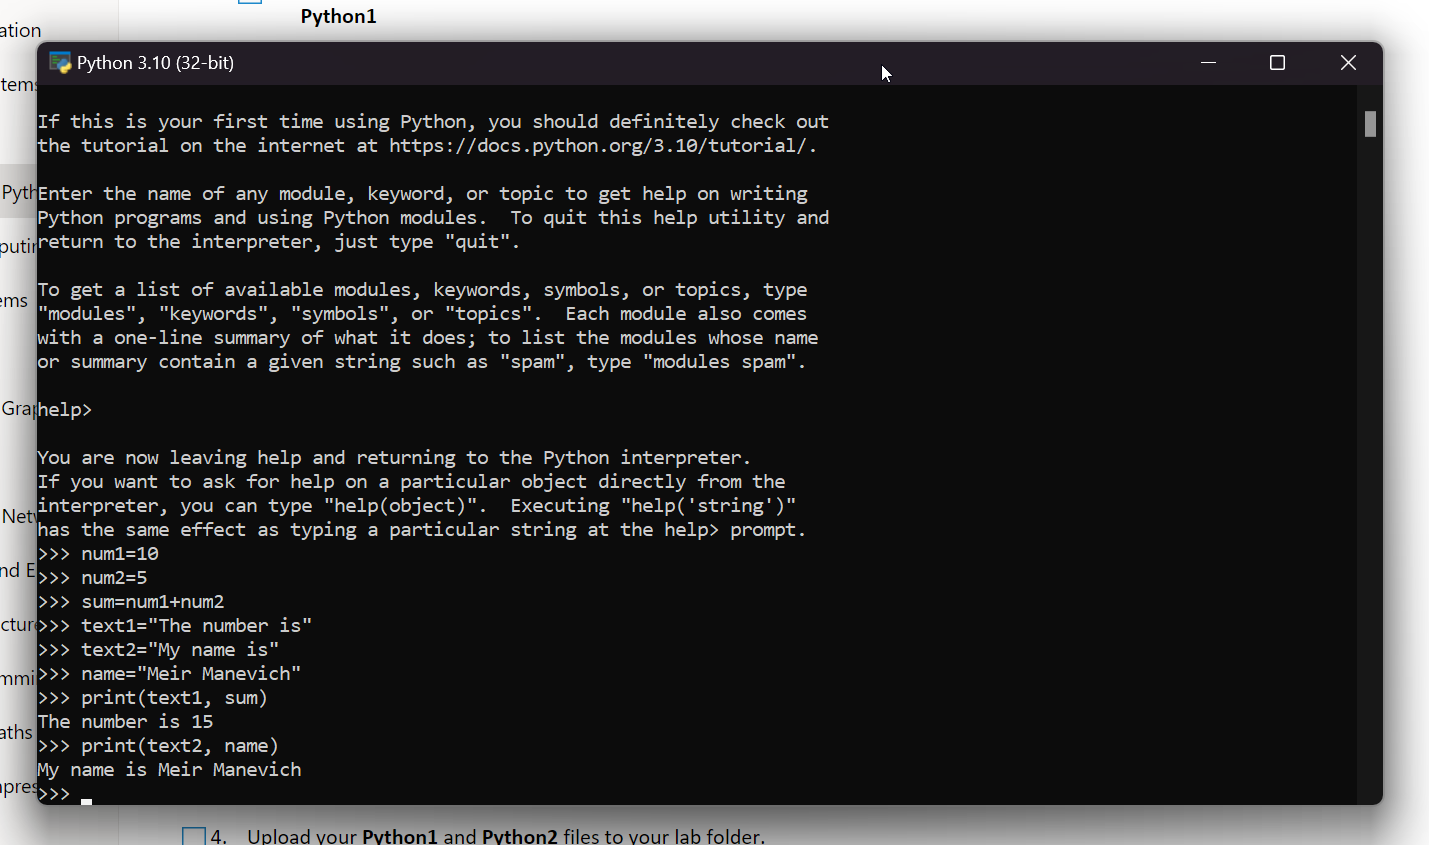 ation
Python1
Python 3.10 (32-bit)
tems
If this is your first time using Python, you should definitely check out
the tutorial on the internet at https://docs.python.org/3.10/tutorial/.
Pyth
Enter the name of any module, keyword, or topic to get help on writing
Python programs and using Python modules.  To quit this help utility and
putin
return to the interpreter, just type "quit".
ems
To get a list of available modules, keywords, symbols, or topics, type
"modules", "keywords", "symbols", or "topics".  Each module also comes
with a one-line summary of what it does; to list the modules whose name
or summary contain a given string such as "spam", type "modules spam".
Grap
help>
You are now leaving help and returning to the Python interpreter.
If you want to ask for help on a particular object directly from the
interpreter, you can type "help(object)".  Executing "help('string')"
Netw
has the same effect as typing a particular string at the help> prompt.
>>> num1=10
nd E
>>> num2=5
>>> sum=num1+num2
cture
>>> text1="The number is"
>>> text2="My name is"
mmi
>>> name="Meir Manevich"
>>> print(text1, sum)
The number is 15
aths
>>> print(text2, name)
My name is Meir Manevich
pres
>>>
4. Upload your Python1 and Python2 files to your lab folder.